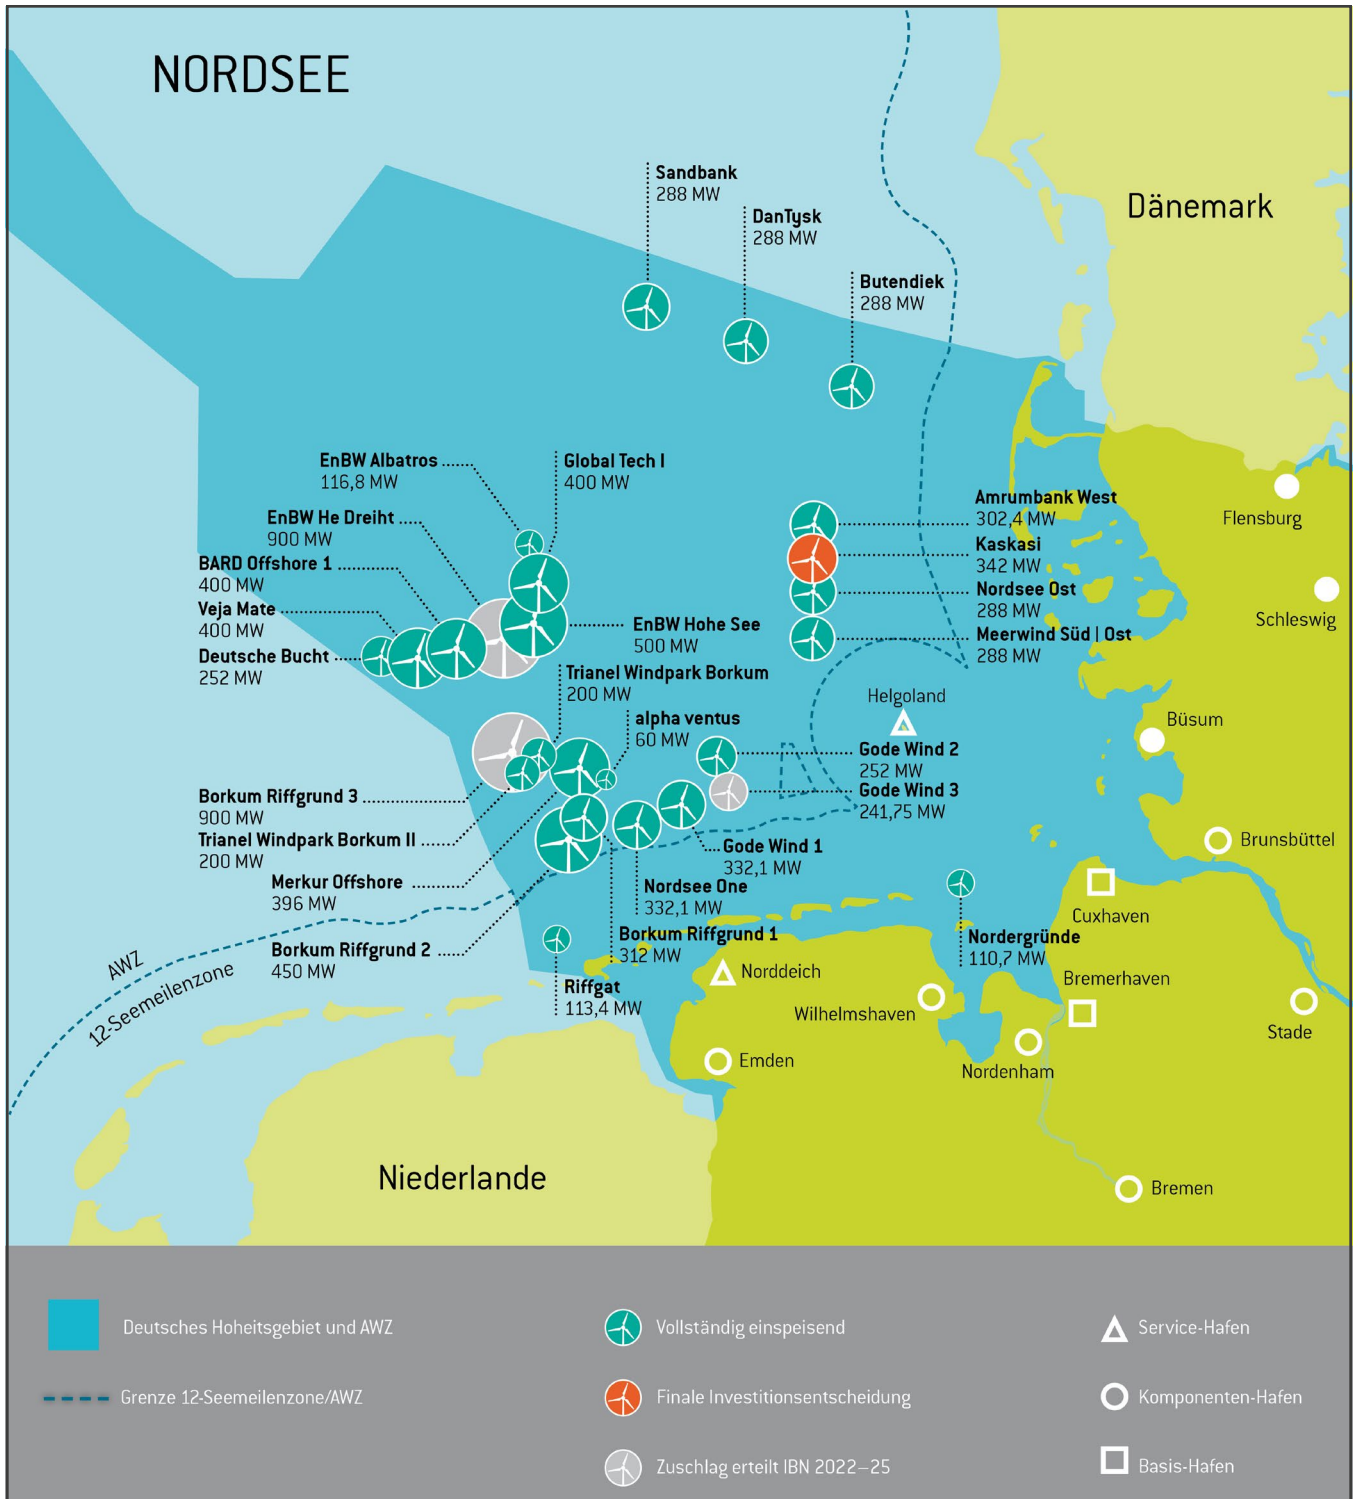 NORDSEE
Dänemark
Sandbank
288 MW
DanTysk
288 MW
Butendiek
288 MW
EnBW Albatros
116,8 MW
Global Tech I
400 MW
EnBW He Dreiht
900 MW
BARD Offshore 1
400 MW
Veja Mate
400 MW
Deutsche Bucht
252 MW
EnBW Hohe See
500 MW
Trianel Windpark Borkum
200 MW
alpha ventus
60 MW
Amrumbank West
302,4 MW
Kaskasi
342 MW
Nordsee Ost
288 MW
Meerwind Süd | Ost
288 MW
Flensburg
Schleswig
Helgoland
Büsum
Gode Wind 2
252 MW
Gode Wind 3
241,75 MW
Borkum Riffgrund 3
900 MW
Trianel Windpark Borkum II
200 MW
Merkur Offshore
396 MW
Borkum Riffgrund 2
450 MW
Gode Wind 1
332,1 MW
Nordsee One
332,1 MW
Borkum Riffgrund 1
312 MW
Riffgat
113,4 MW
Nordergründe
110,7 MW
Brunsbüttel
Cuxhaven
Bremerhaven
Norddeich
Wilhelmshaven
Stade
Emden
Nordenham
Bremen
AWZ
12-Seemeilenzone
Niederlande
Deutsches Hoheitsgebiet und AWZ
Grenze 12-Seemeilenzone/AWZ
Vollständig einspeisend
Finale Investitionsentscheidung
Zuschlag erteilt IBN 2022–25
Service-Hafen
Komponenten-Hafen
Basis-Hafen